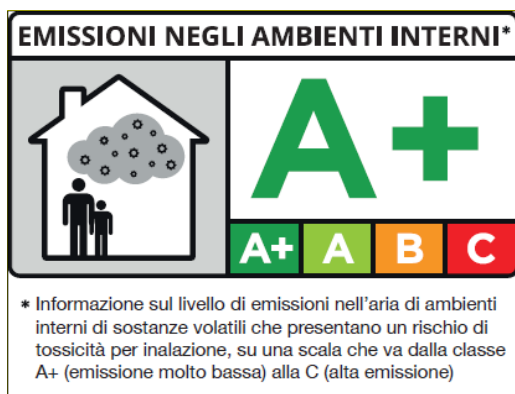 EMISSIONI NEGLI AMBIENTI INTERNI*
A+
A+ A B C
* Informazione sul livello di emissioni nell'aria di ambienti
interni di sostanze volatili che presentano un rischio di
tossicità per inalazione, su una scala che va dalla classe
A+ (emissione molto bassa) alla C (alta emissione)